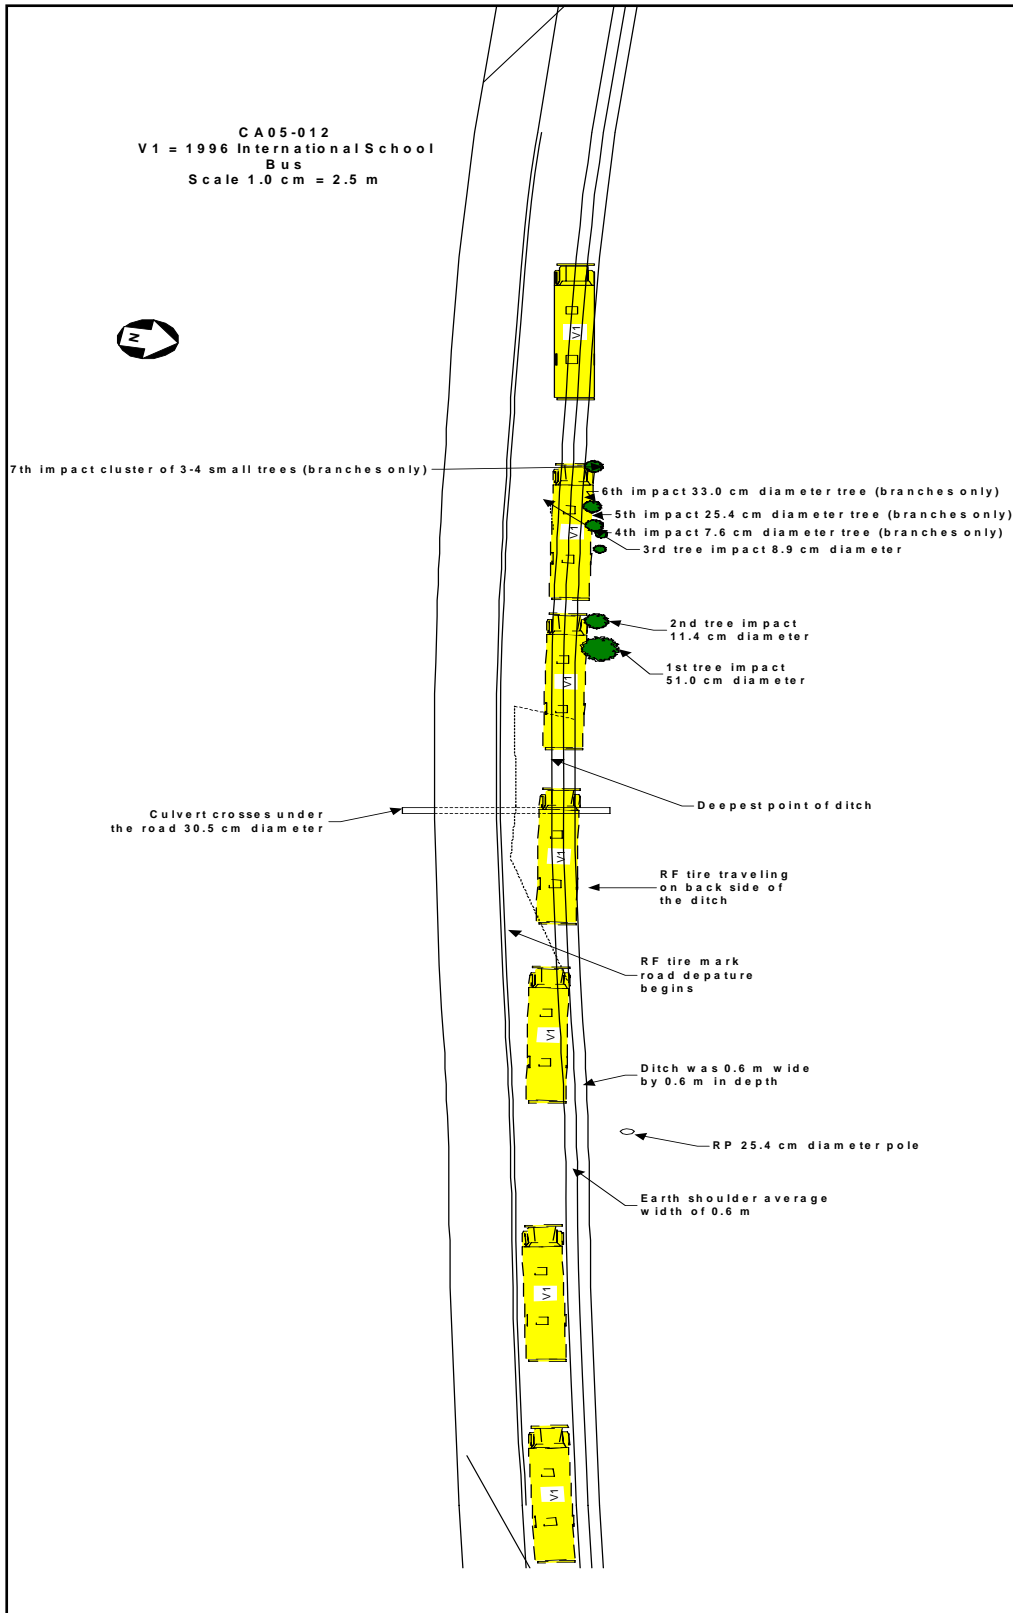 CA05-012
V1 = 1996 International School
Bus
Scale 1.0 cm = 2.5 m
V1
N
7th impact cluster of 3-4 small trees (branches only)
6th impact 33.0 cm diameter tree (branches only)
5th impact 25.4 cm diameter tree (branches only)
4th impact 7.6 cm diameter tree (branches only)
V1
3rd tree impact 8.9 cm diameter
2nd tree impact
11.4 cm diameter
1st tree impact
51.0 cm diameter
V1
Deepest point of ditch
Culvert crosses under
the road 30.5 cm diameter
V1
RF tire traveling
on back side of
the ditch
RF tire mark
road depature
begins
V1
Ditch was 0.6 m wide
by 0.6 m in depth
RP 25.4 cm diameter pole
Earth shoulder average
width of 0.6 m
V1
V1